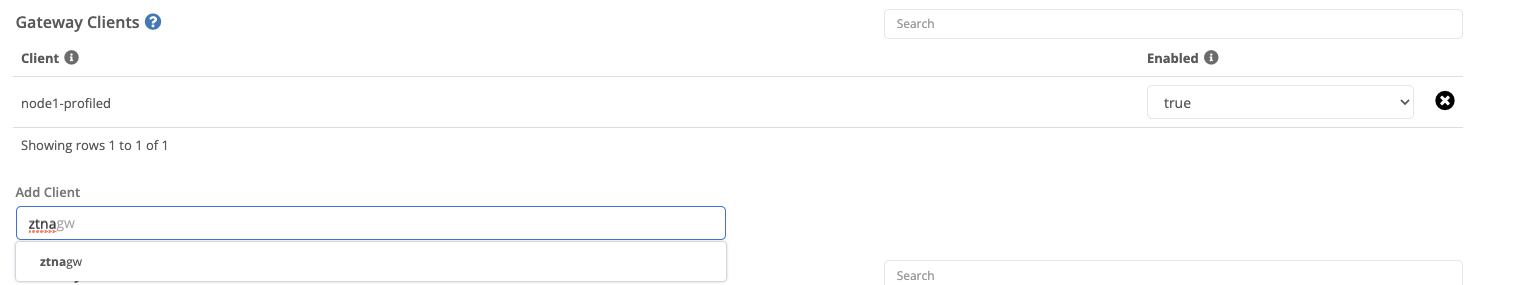 Gateway Clients ?
Search
Client i Enabled i
node1-profiled true
Showing rows 1 to 1 of 1
Add Client
ztnagw
ztnagw
Search